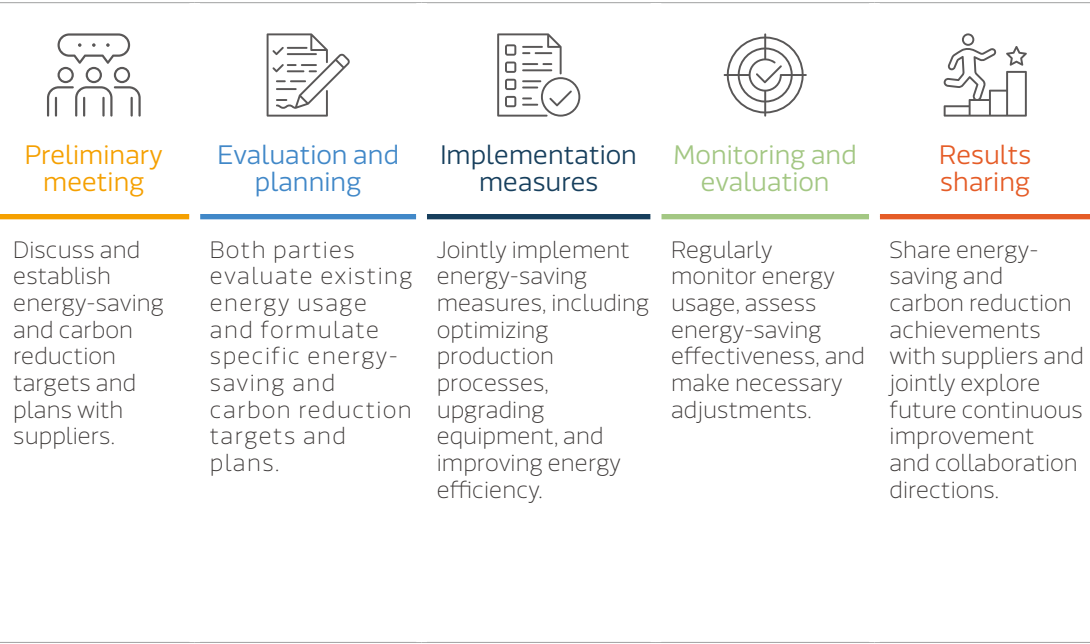 Preliminary
meeting
Discuss and
establish
energy-saving
and carbon
reduction
targets and
plans with
suppliers.
Evaluation and
planning
Both parties
evaluate existing
energy usage
and formulate
specific energy-
saving and
carbon reduction
targets and
plans.
Implementation
measures
Jointly implement
energy-saving
measures, including
optimizing
production
processes,
upgrading
equipment, and
improving energy
efficiency.
Monitoring and
evaluation
Regularly
monitor energy
usage, assess
energy-saving
effectiveness, and
make necessary
adjustments.
Results
sharing
Share energy-
saving and
carbon reduction
achievements
with suppliers and
jointly explore
future continuous
improvement
and collaboration
directions.